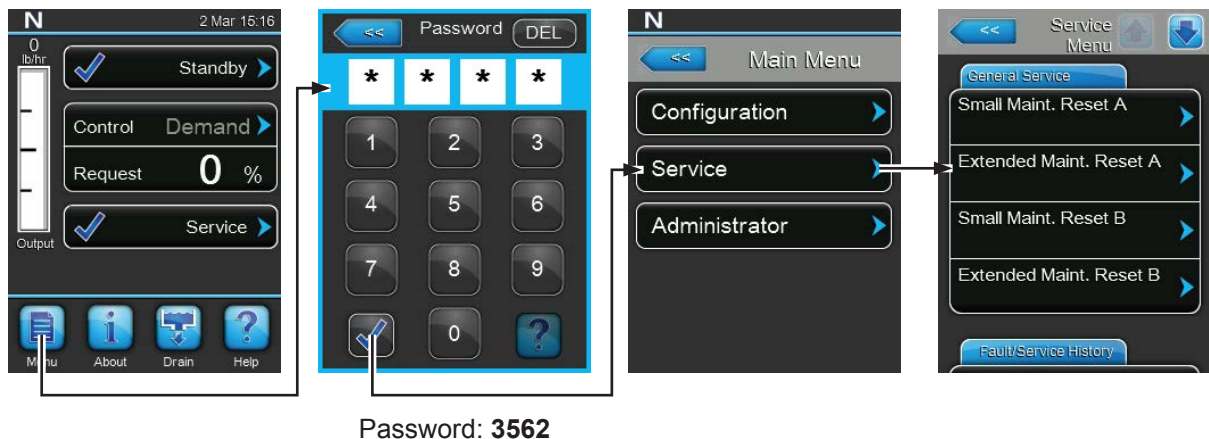 N 2 Mar 15:16
0
lb/hr
Standby
Control Demand
Request 0 %
Service
Output
Menu About Drain Help
<< Password DEL
* * * *
1 2 3
4 5 6
7 8 9
0 ?
Password: 3562
N
<< Main Menu
Configuration
Service
Administrator
<< Service
Menu
General Service
Small Maint. Reset A
Extended Maint. Reset A
Small Maint. Reset B
Extended Maint. Reset B
Fault/Service History